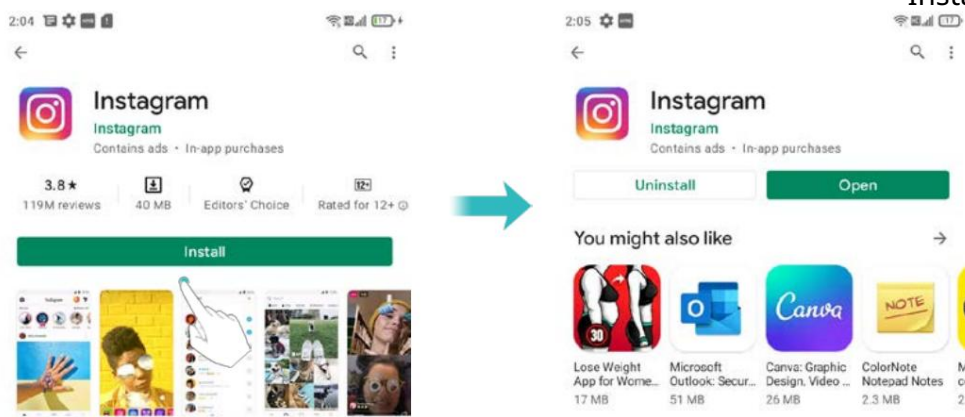 2:04
17
Instagram
Instagram
Contains ads • In-app purchases
3.8★
119M reviews
40 MB
Editors' Choice
12+
Rated for 12+
Install
2:05
17
Instagram
Instagram
Contains ads • In-app purchases
Uninstall
Open
You might also like
30
Lose Weight
App for Wome...
17 MB
Microsoft
Outlook: Secur...
51 MB
Canva
Canva: Graphic
Design, Video ...
26 MB
NOTE
ColorNote
Notepad Notes
2.3 MB